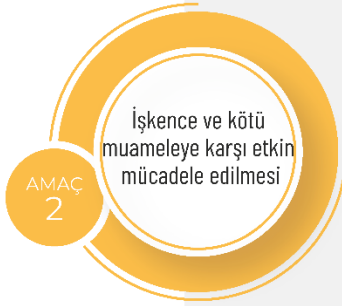 İşkence ve kötü
muameleye karşı etkin
mücadele edilmesi
AMAÇ
2